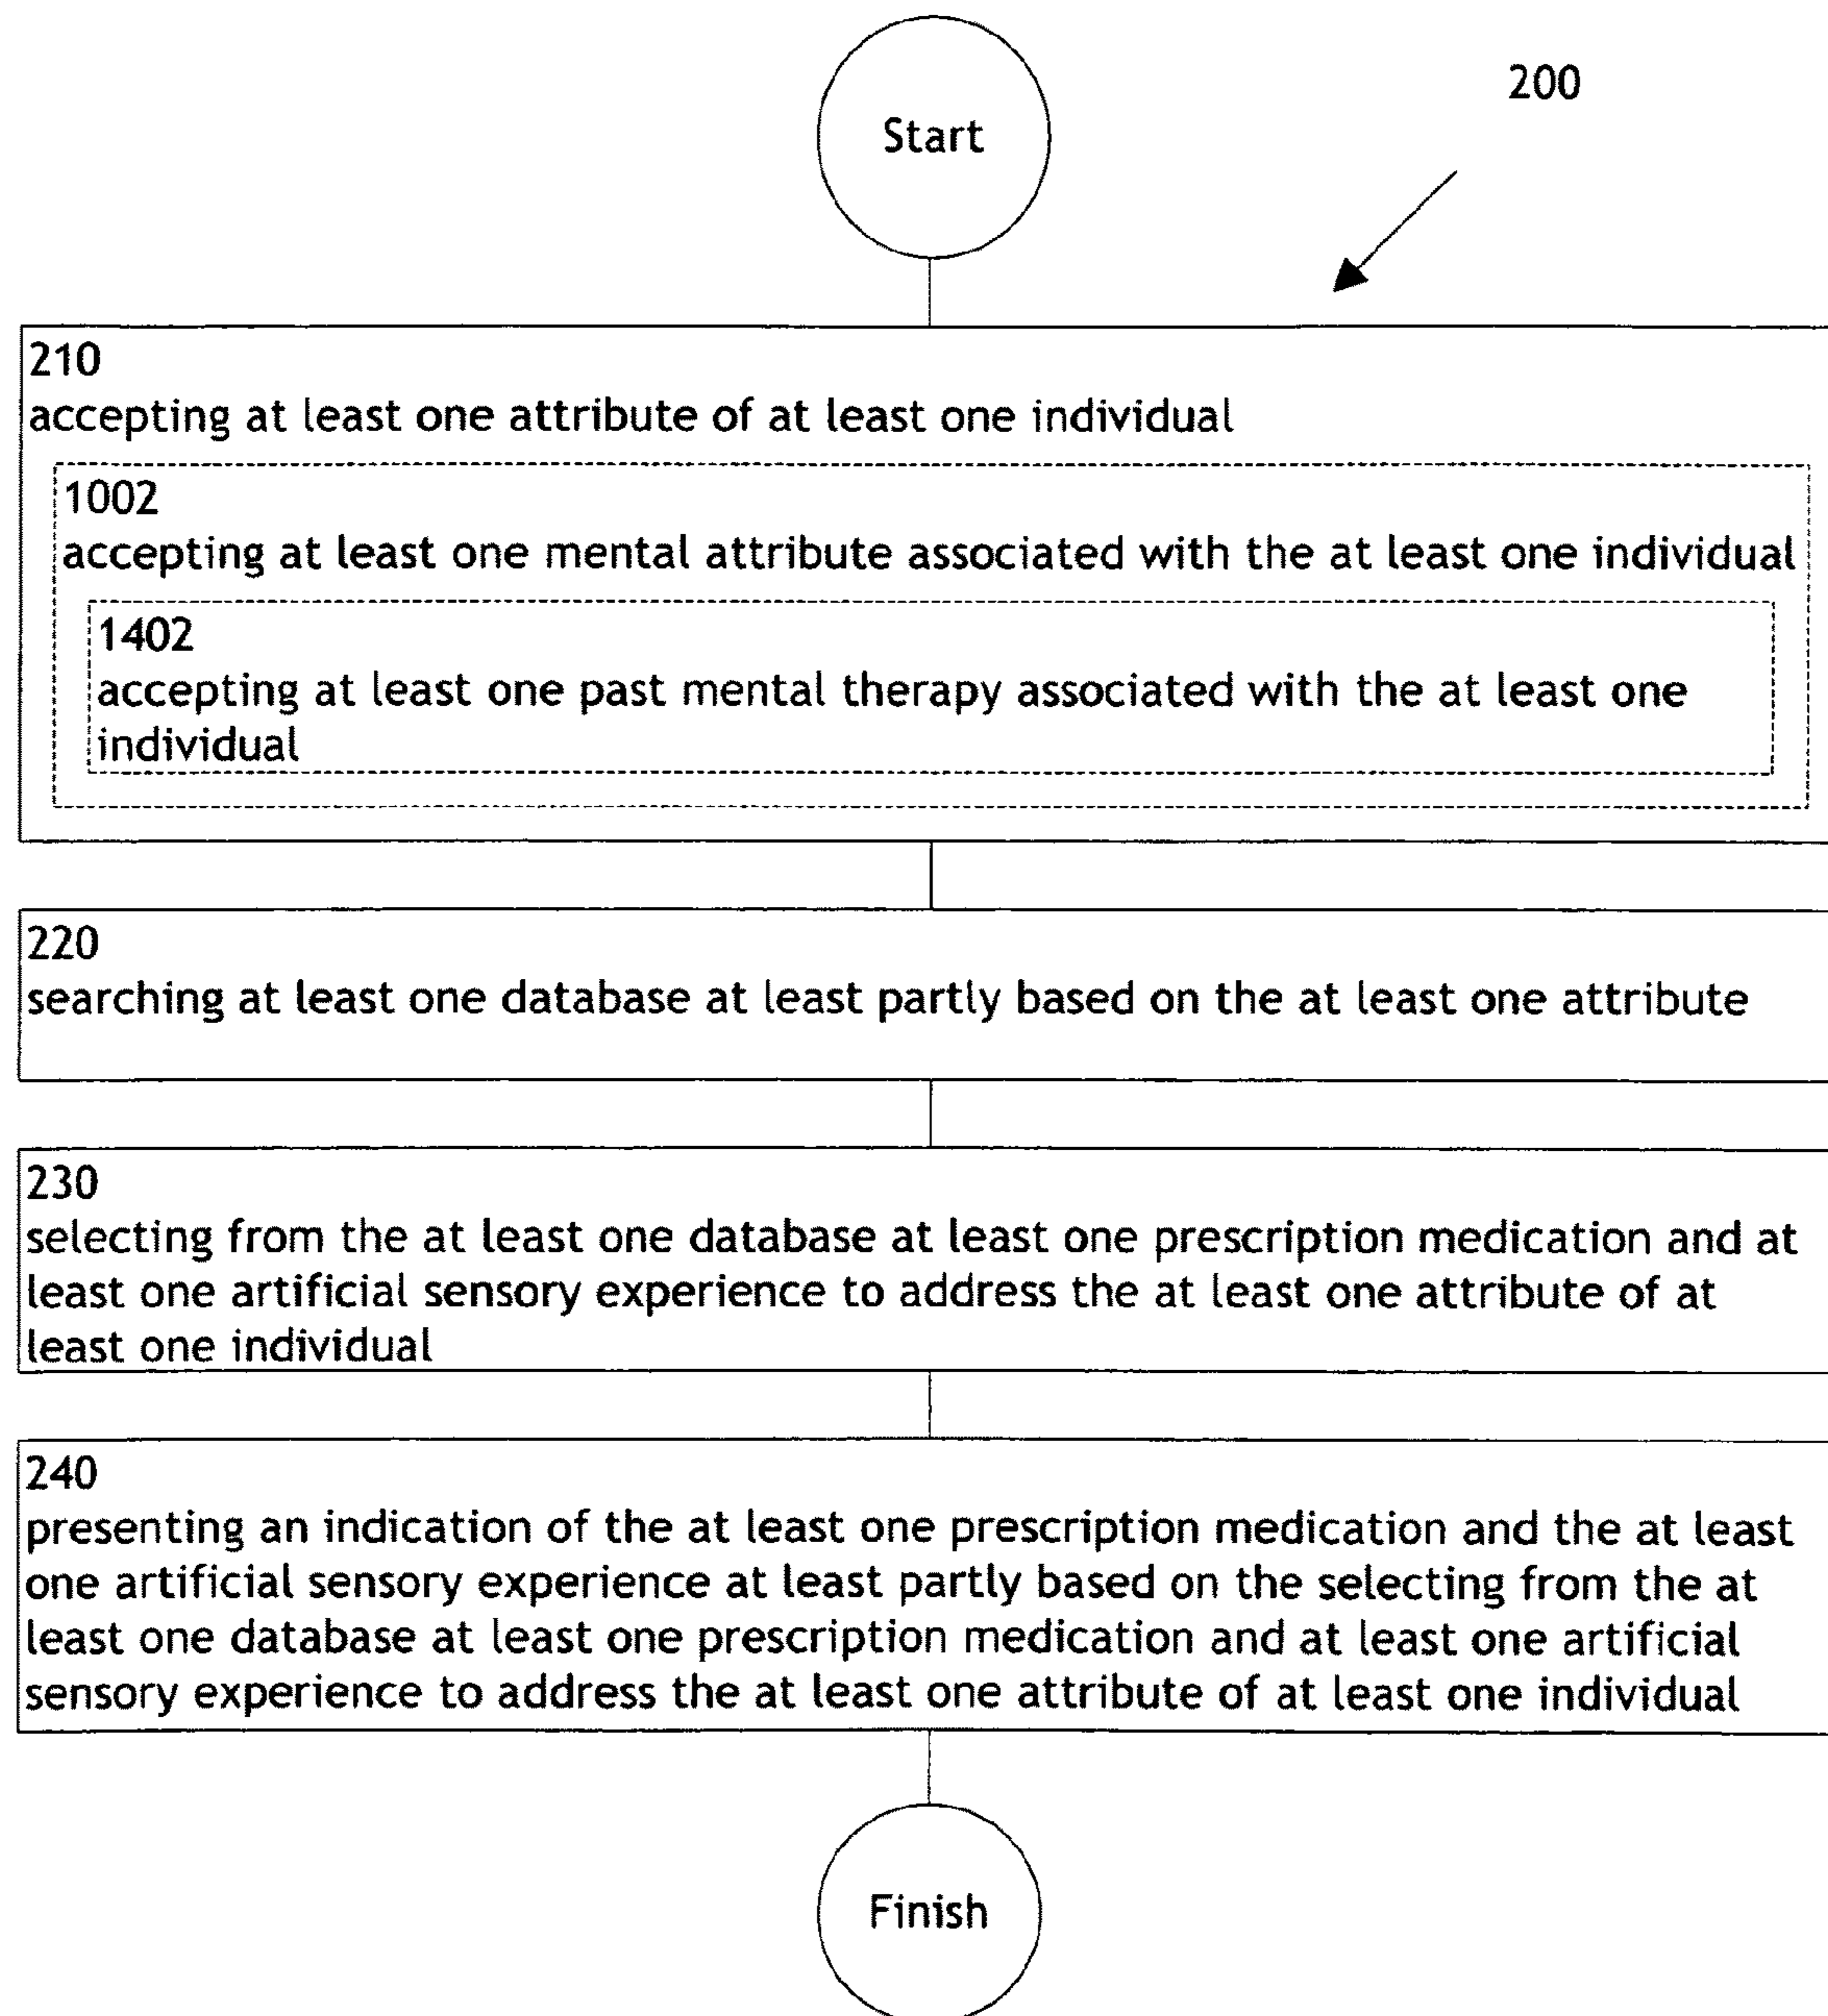 Start
200
210
accepting at least one attribute of at least one individual
1002
accepting at least one mental attribute associated with the at least one individual
1402
accepting at least one past mental therapy associated with the at least one
individual
220
searching at least one database at least partly based on the at least one attribute
230
selecting from the at least one database at least one prescription medication and at
least one artificial sensory experience to address the at least one attribute of at
least one individual
240
presenting an indication of the at least one prescription medication and the at least
one artificial sensory experience at least partly based on the selecting from the at
least one database at least one prescription medication and at least one artificial
sensory experience to address the at least one attribute of at least one individual
Finish